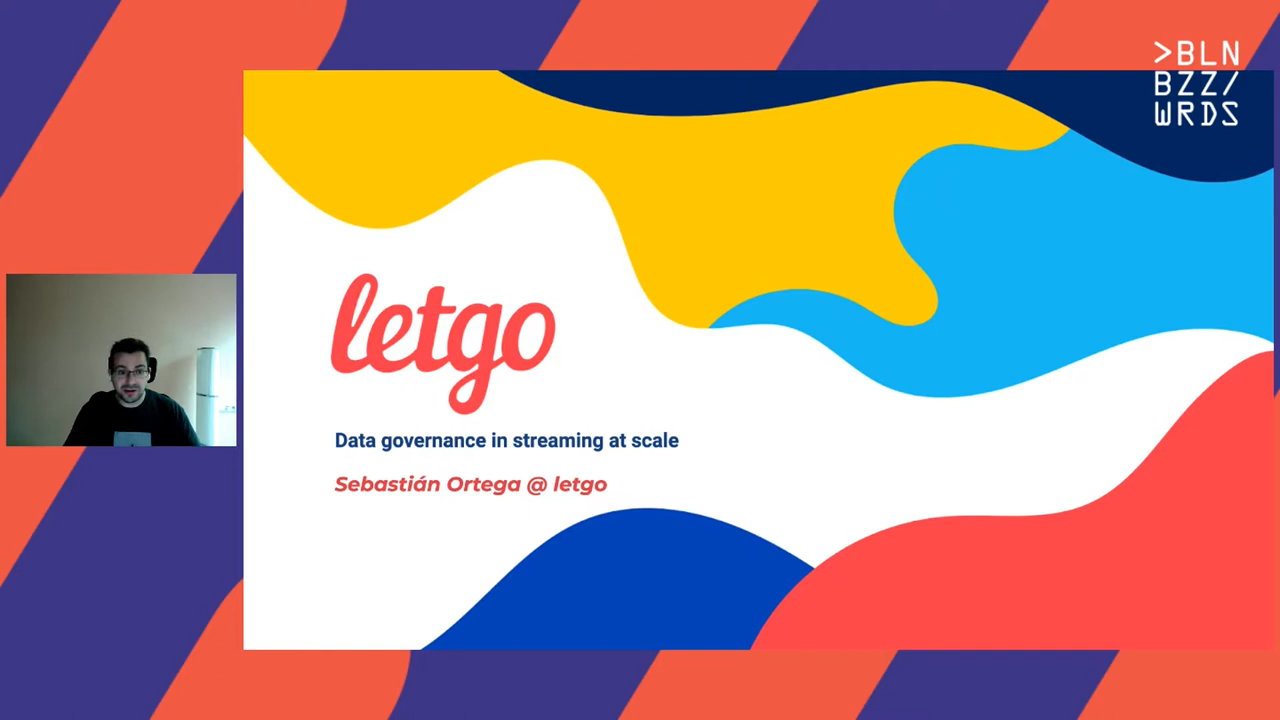 >BLN
BZZ/
WRDS
letgo
Data governance in streaming at scale
Sebastián Ortega @ letgo